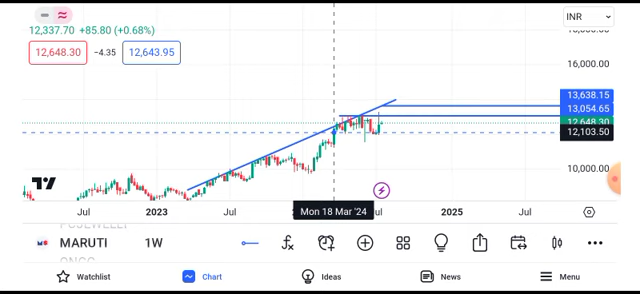 INR
12,337.70 +85.80 (+0.68%)
12,648.30 −4.35 12,643.95
16,000.00
13,638.15
13,054.65
12,648.30
12,103.50
10,000.00
Jul 2023 Jul Mon 18 Mar '24 Jul 2025 Jul
MARUTI 1W
Watchlist Chart Ideas News Menu